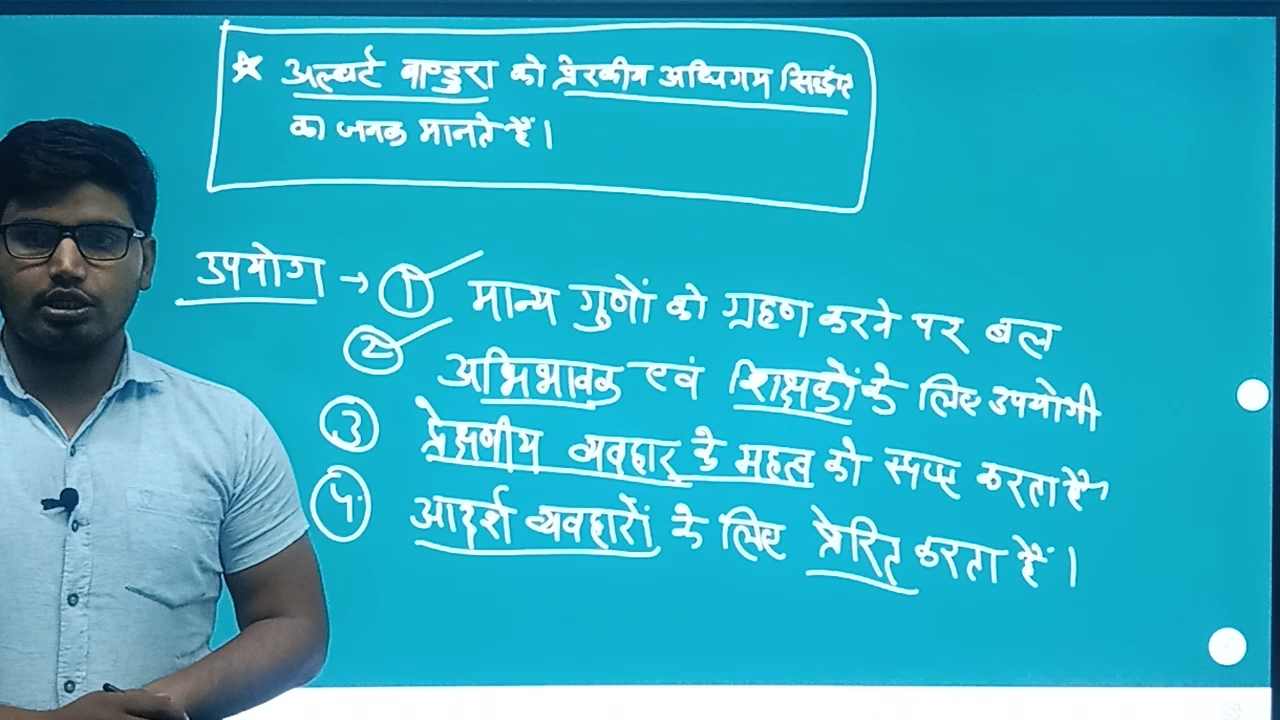 * अल्बर्ट बाण्डुरा को प्रेरकीय अधिगम सिद्धांत
का जनक मानते हैं।
उपयोग → ① मान्य गुणों को ग्रहण करने पर बल
② अभिभावक एवं शिक्षकों के लिए उपयोगी
③ प्रेक्षणीय व्यवहार के महत्व को स्पष्ट करता है
④ आदर्श व्यवहारों के लिए प्रेरित करता हैं।